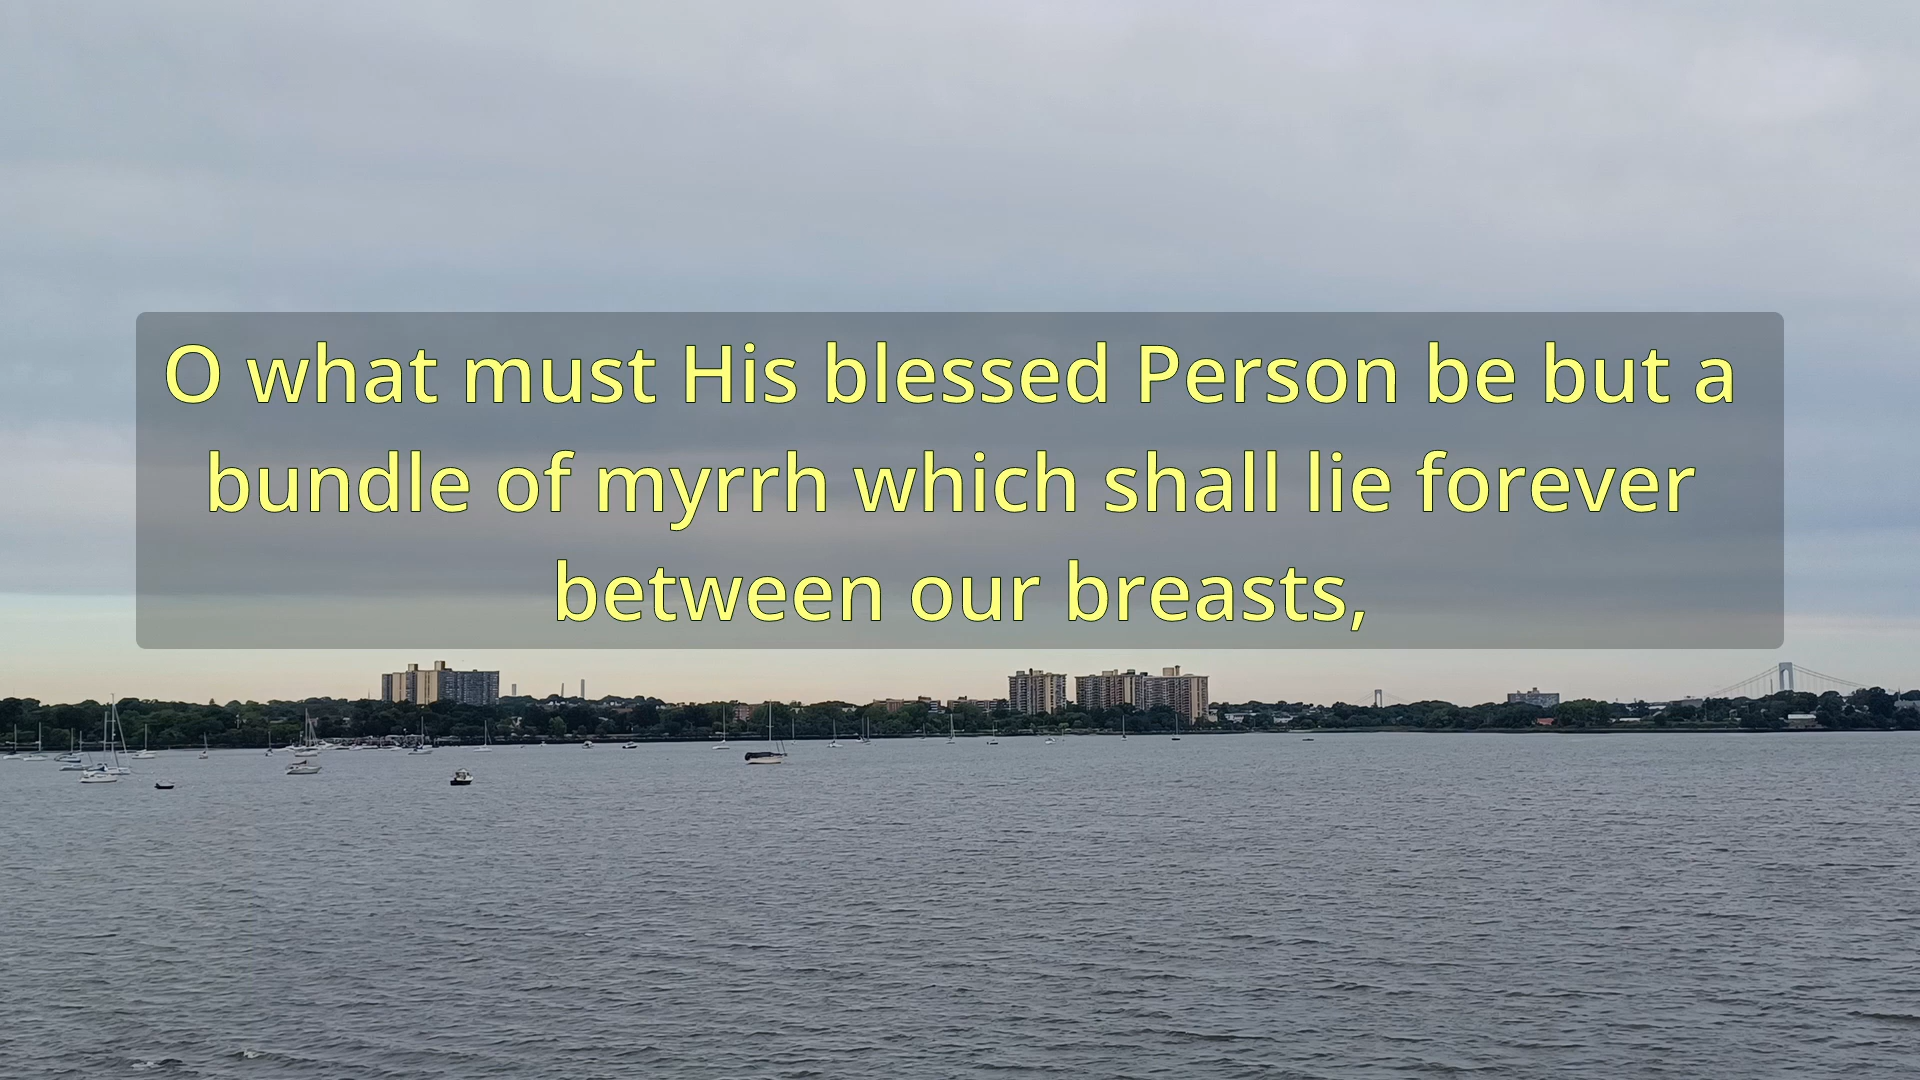 O what must His blessed Person be but a
bundle of myrrh which shall lie forever
between our breasts,